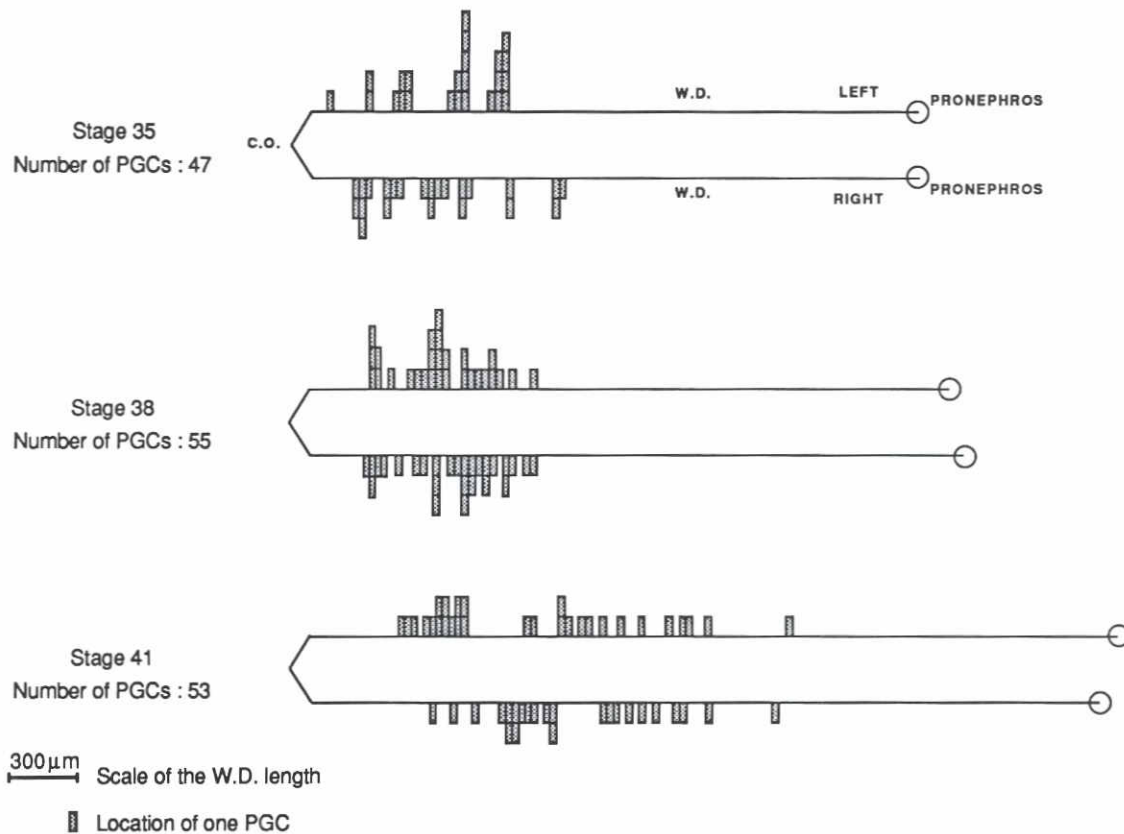 W.D. LEFT PRONEPHROS
Stage 35
Number of PGCs : 47
C.O.
W.D. RIGHT PRONEPHROS
Stage 38
Number of PGCs : 55
Stage 41
Number of PGCs : 53
300µm Scale of the W.D. length
Location of one PGC